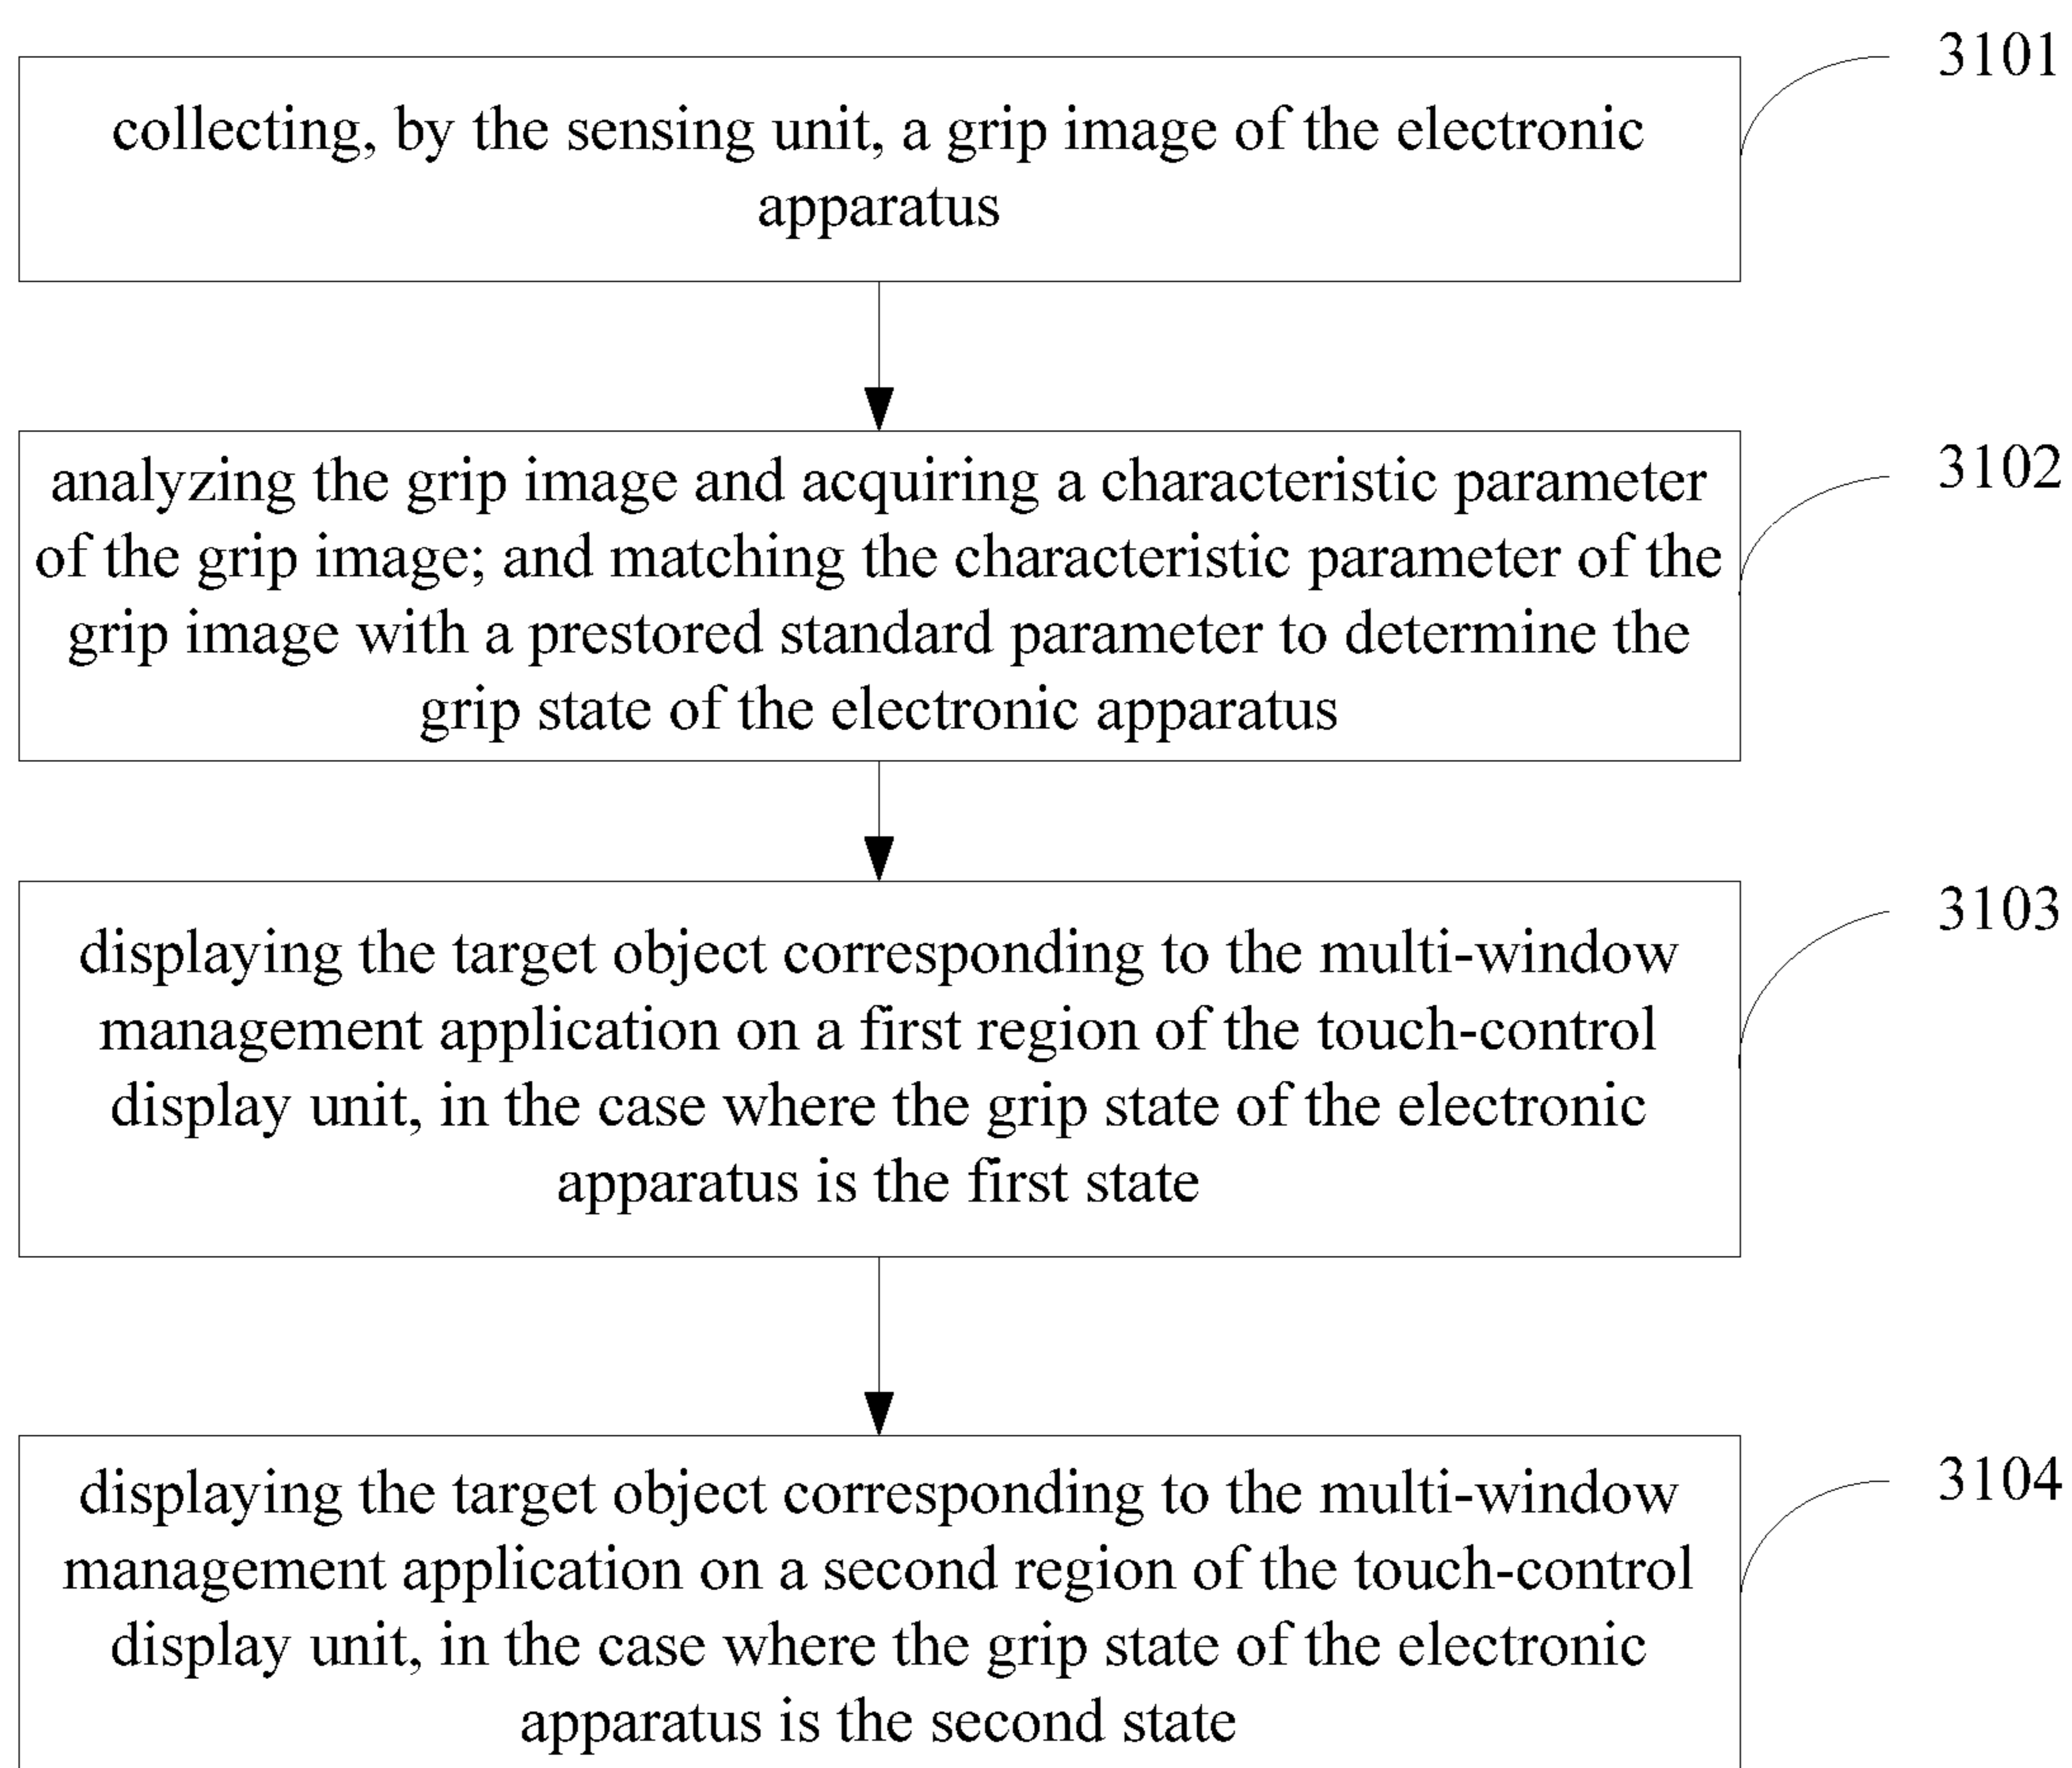 3101
collecting, by the sensing unit, a grip image of the electronic
apparatus
3102
analyzing the grip image and acquiring a characteristic parameter
of the grip image; and matching the characteristic parameter of the
grip image with a prestored standard parameter to determine the
grip state of the electronic apparatus
3103
displaying the target object corresponding to the multi-window
management application on a first region of the touch-control
display unit, in the case where the grip state of the electronic
apparatus is the first state
3104
displaying the target object corresponding to the multi-window
management application on a second region of the touch-control
display unit, in the case where the grip state of the electronic
apparatus is the second state